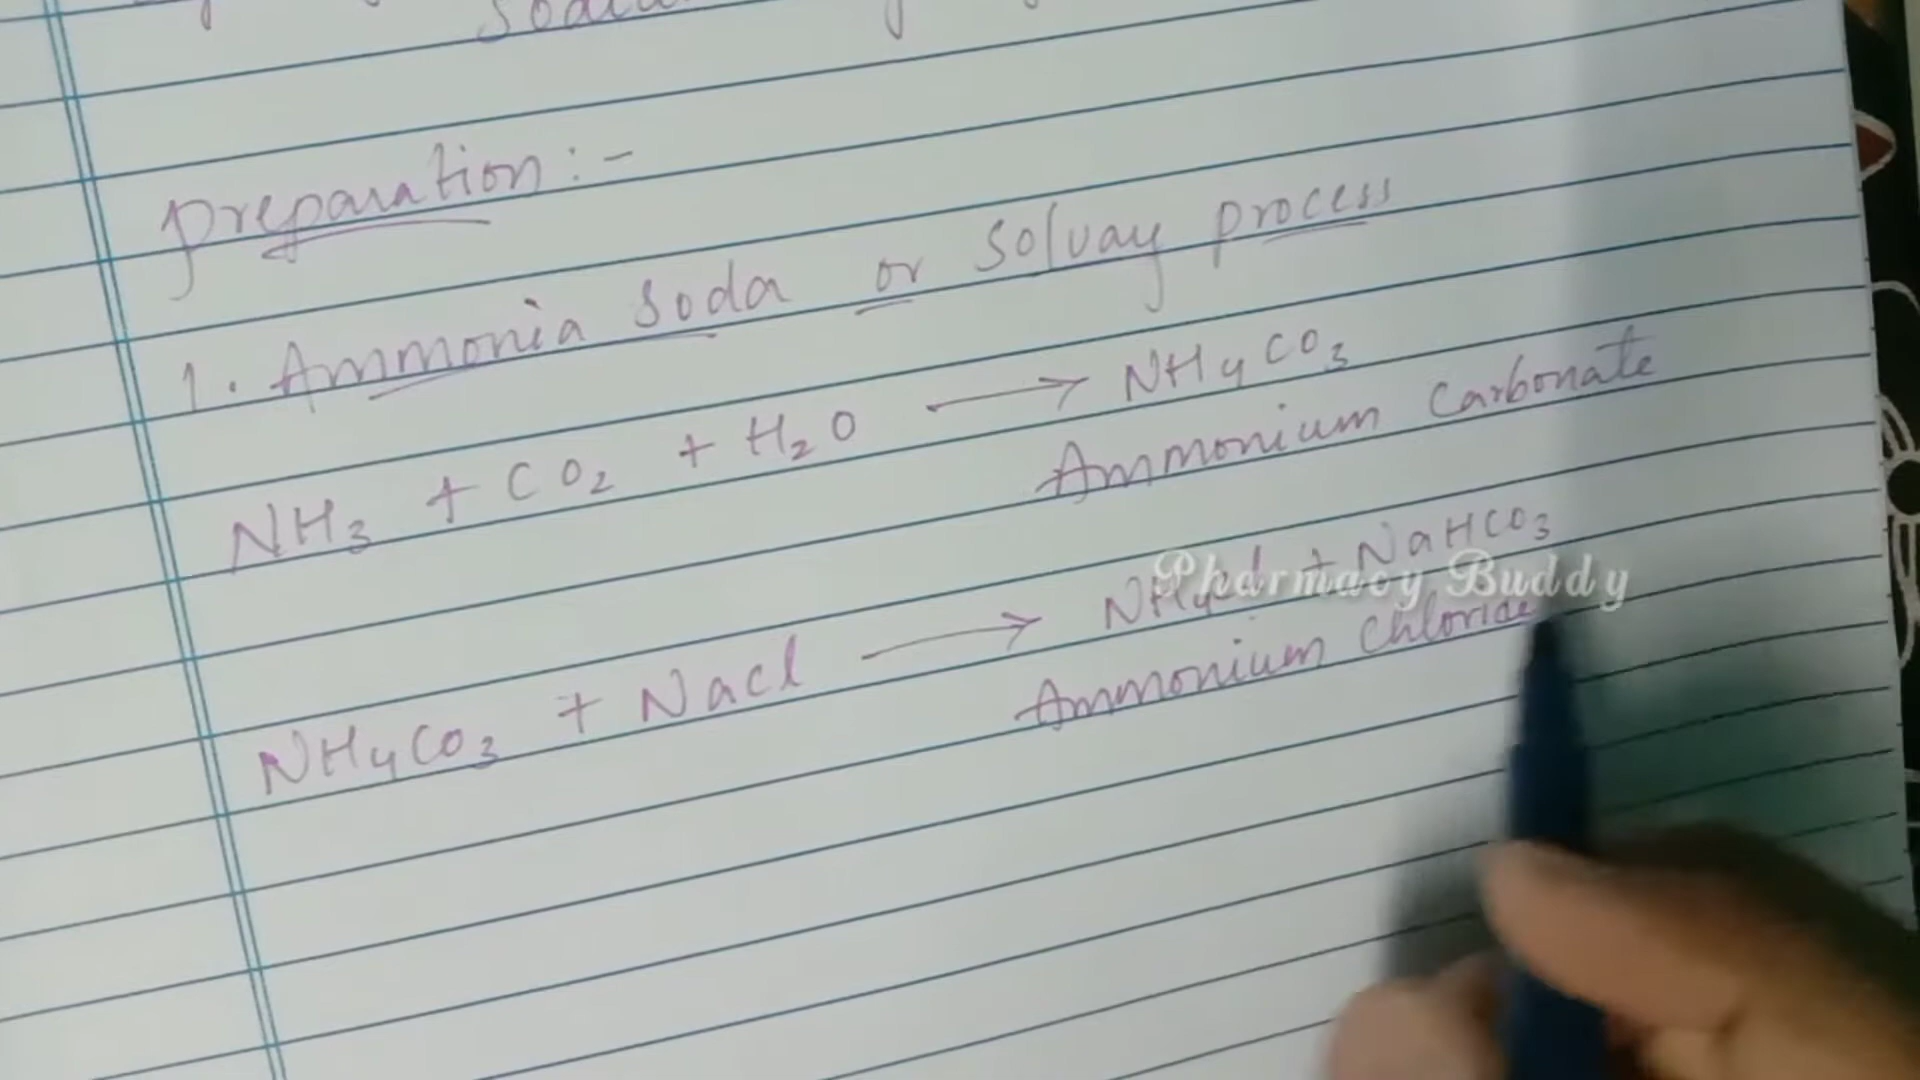 preparation:-
1. Ammonia soda or solvay process
NH3 + CO2 + H2O → NH4CO3
Ammonium Carbonate
NH4CO3 + Nacl → NH4cl + NaHCO3
Ammonium Chloride
Pharmacy Buddy